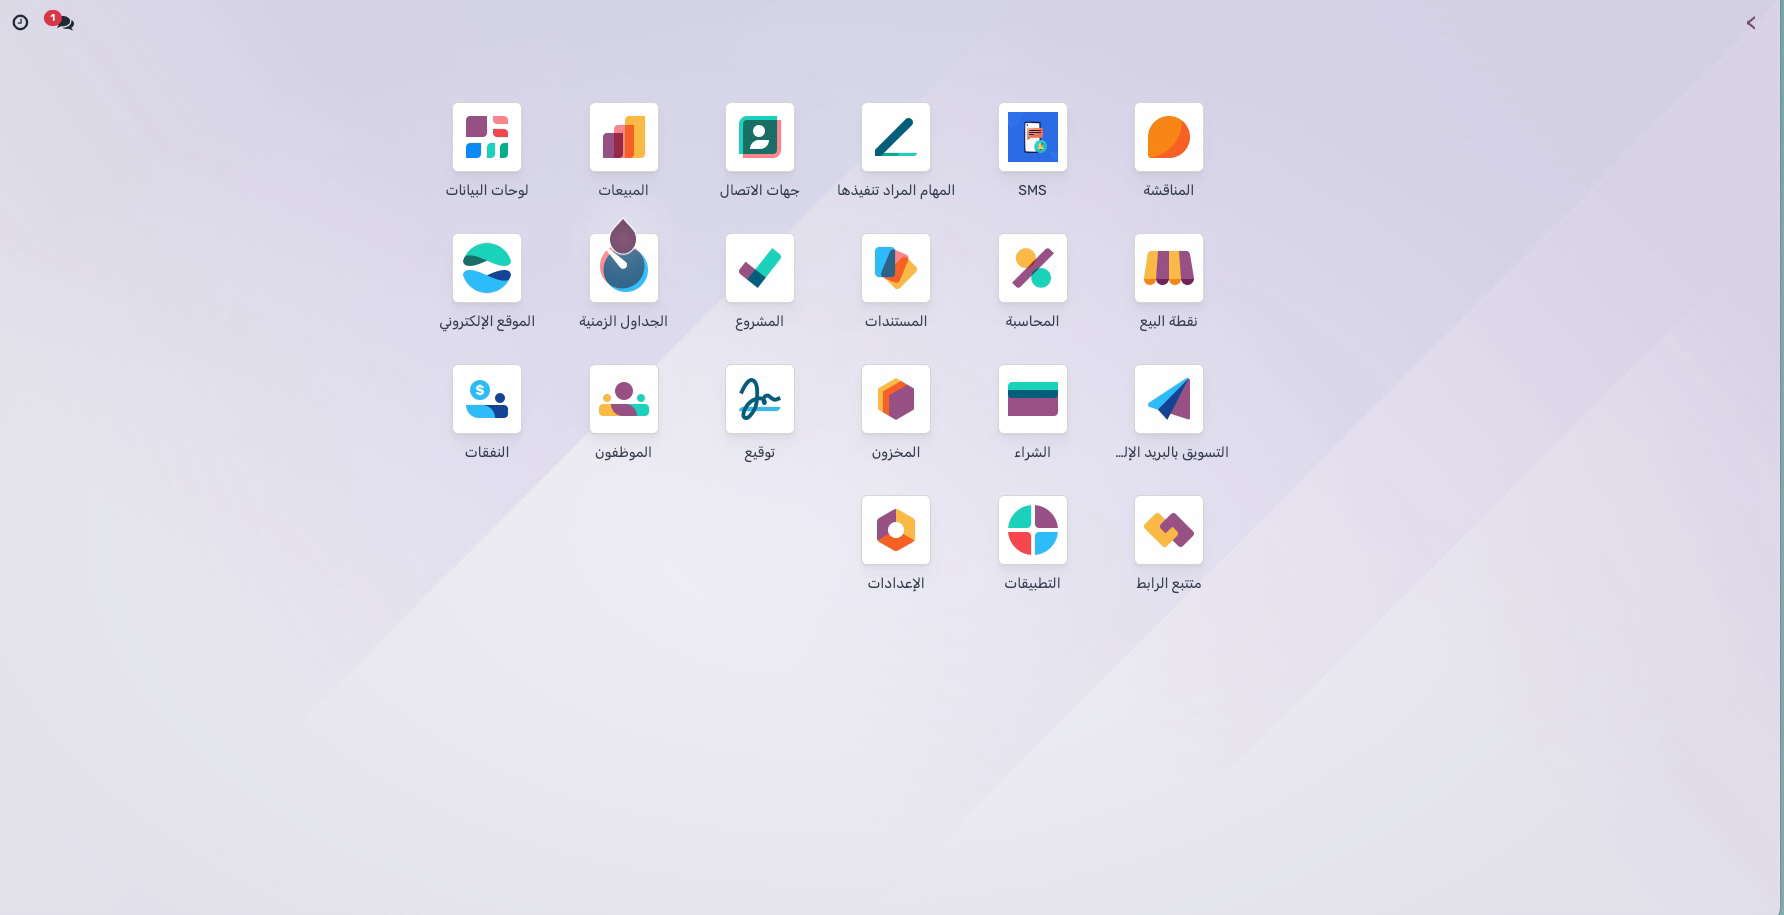 1
المناقشة
SMS
المهام المراد تنفيذها
جهات الاتصال
المبيعات
لوحات البيانات
نقطة البيع
المحاسبة
المستندات
المشروع
الجداول الزمنية
الموقع الإلكتروني
التسويق بالبريد الإل...
الشراء
المخزون
توقيع
الموظفون
$
النفقات
متتبع الرابط
التطبيقات
الإعدادات